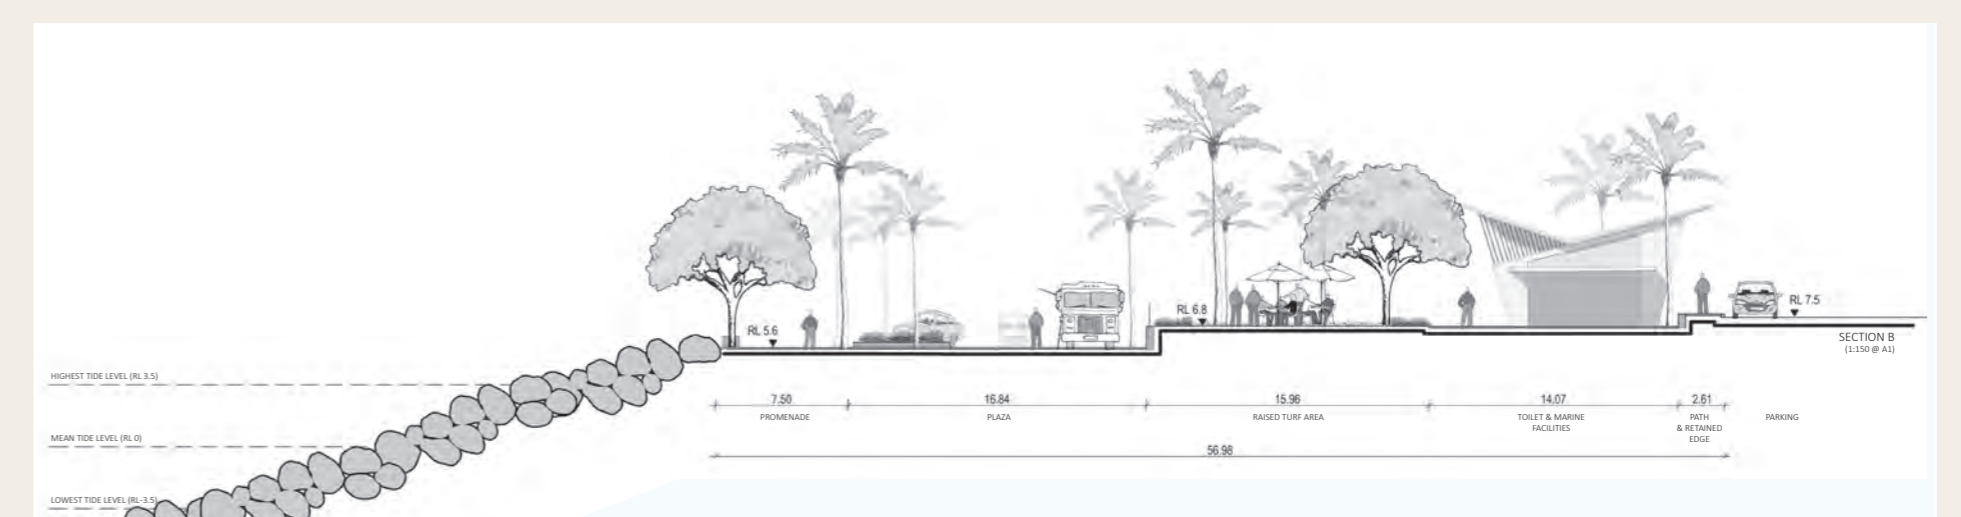 RL 5.6
RL 6.8
RL 7.5
SECTION B
(1:150 @ A1)
HIGHEST TIDE LEVEL (RL 3.5)
MEAN TIDE LEVEL (RL 0)
LOWEST TIDE LEVEL (RL-3.5)
7.50
16.84
15.96
14.07
2.61
PROMENADE
PLAZA
RAISED TURF AREA
TOILET & MARINE
FACILITIES
PATH
& RETAINED
EDGE
PARKING
56.98